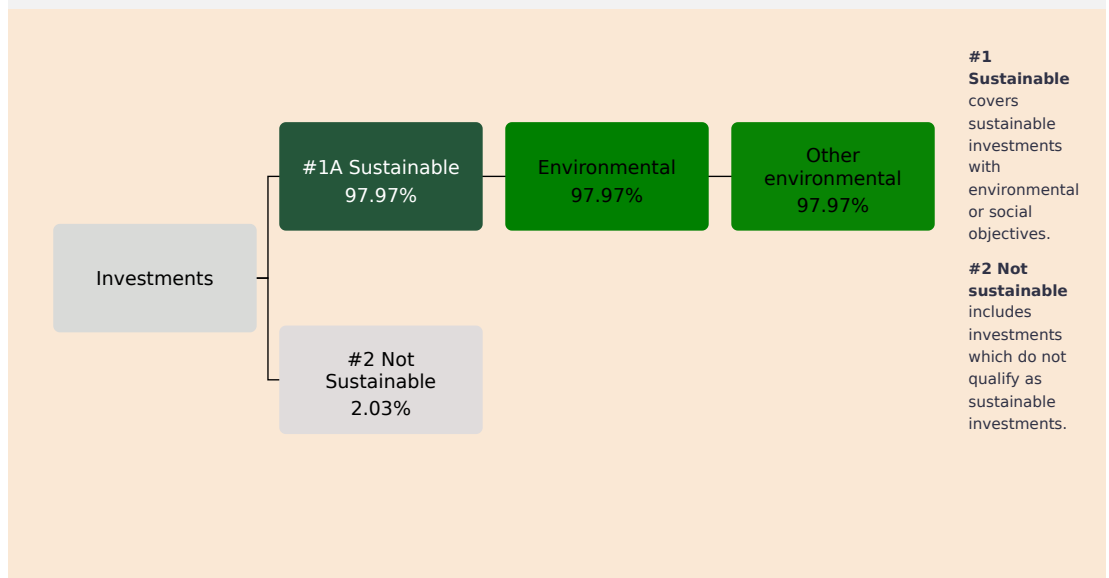 Investments
#1A Sustainable
97.97%
Environmental
97.97%
Other
environmental
97.97%
#2 Not
Sustainable
2.03%
#1
Sustainable
covers
sustainable
investments
with
environmental
or social
objectives.
#2 Not
sustainable
includes
investments
which do not
qualify as
sustainable
investments.